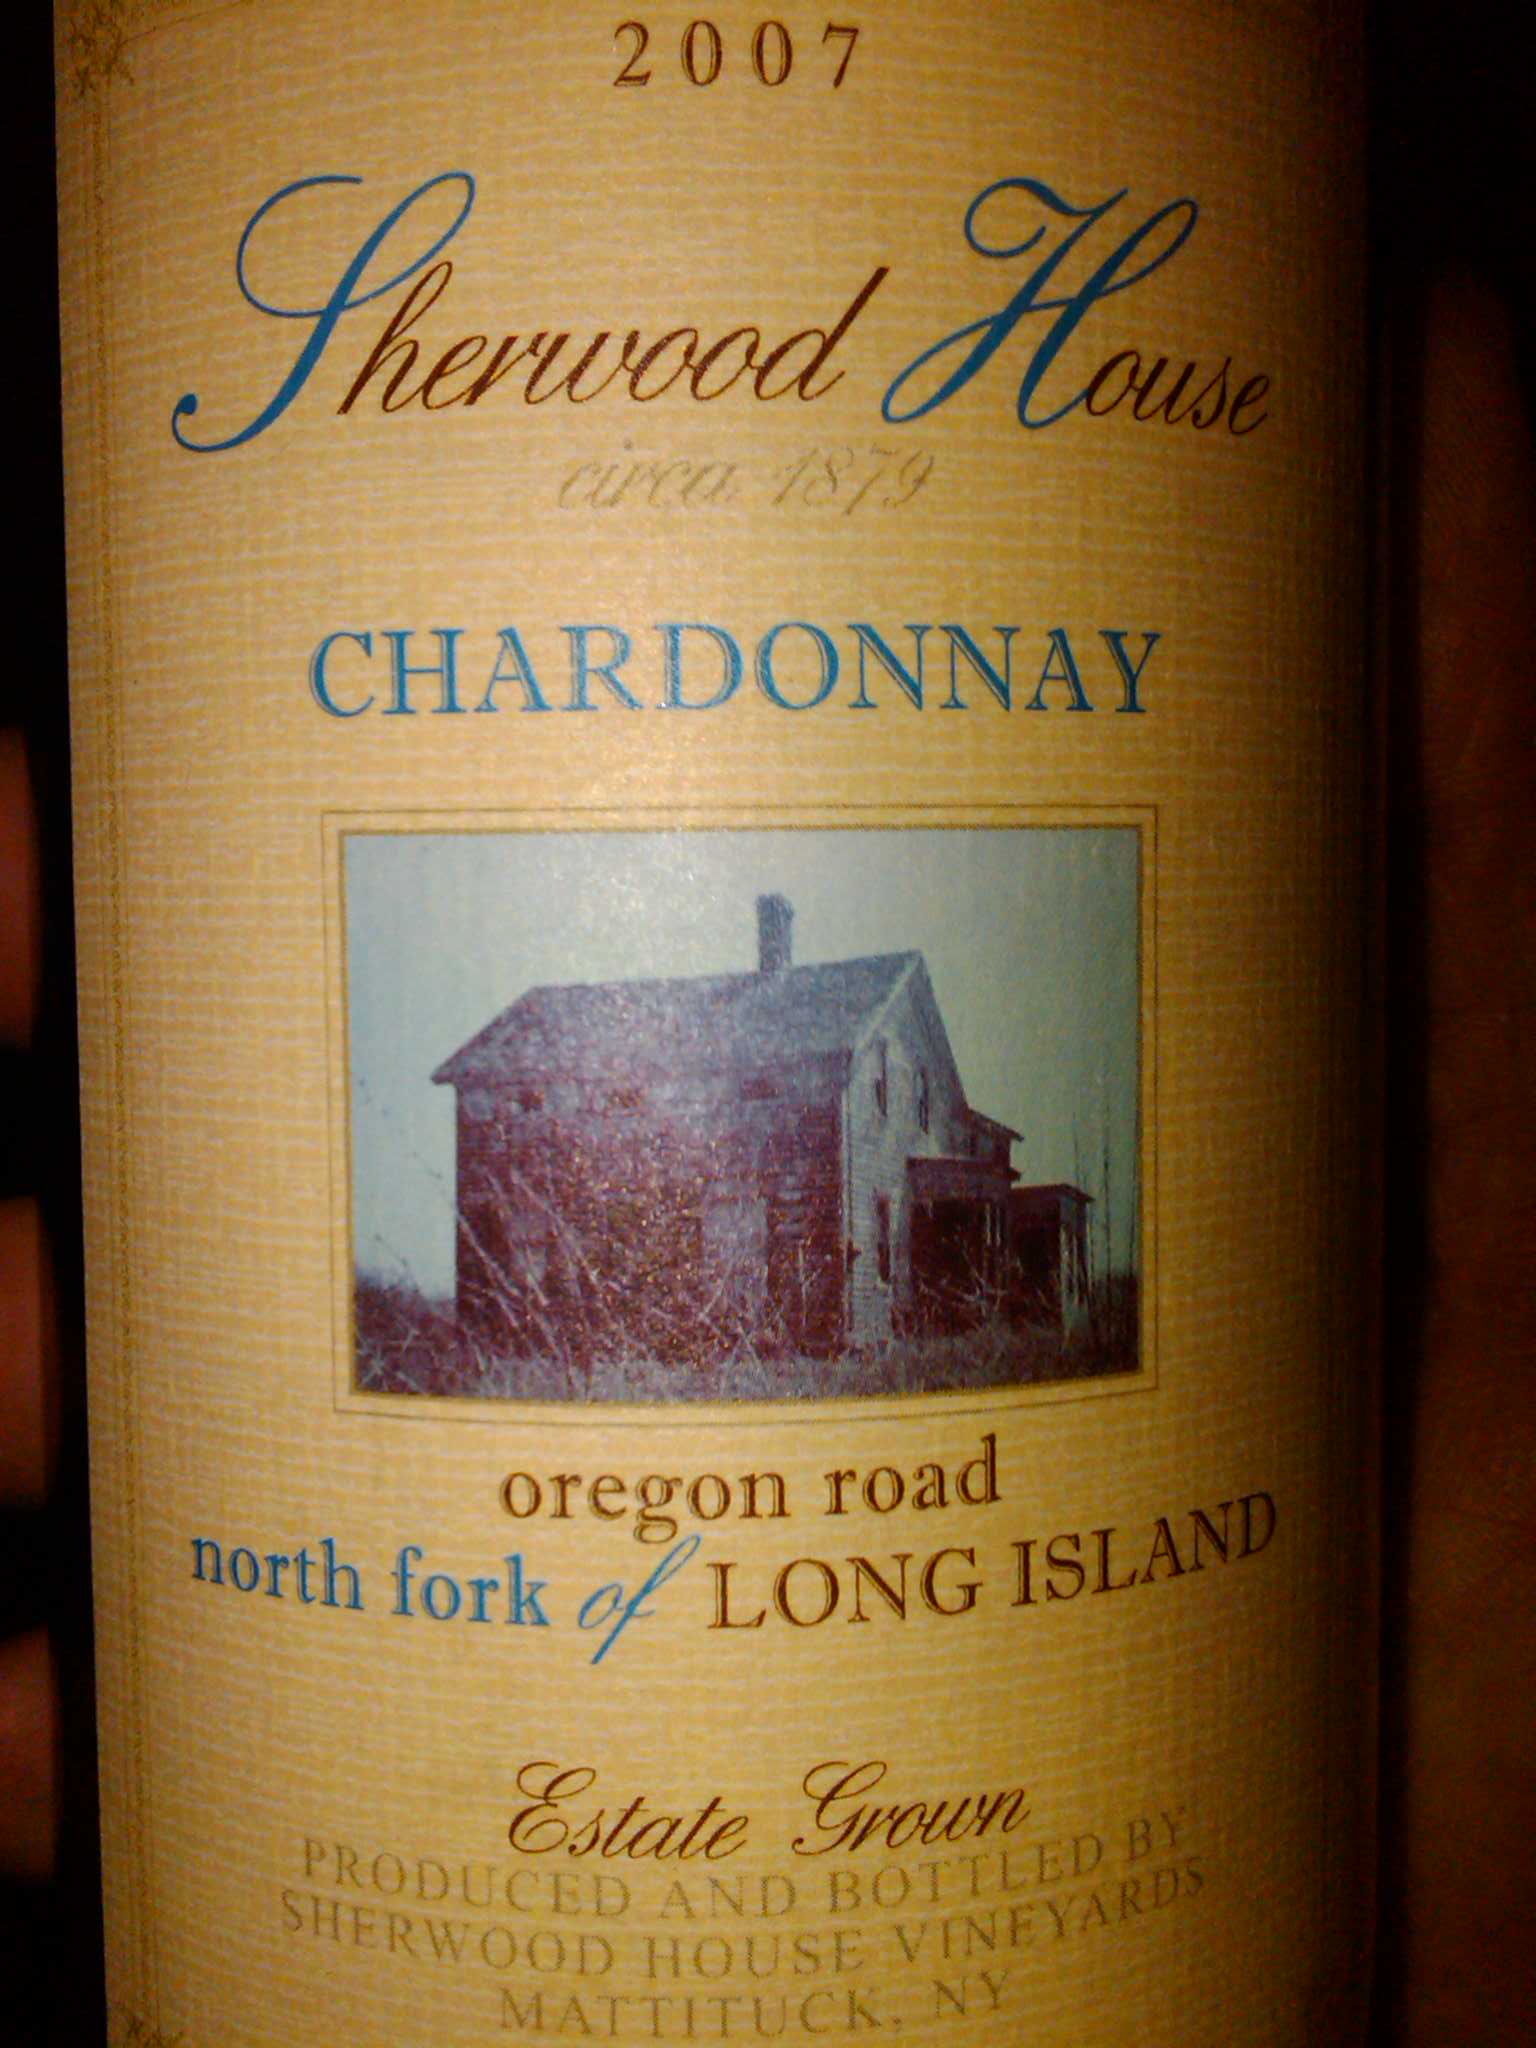 2007
Sherwood House
circa 1879
CHARDONNAY
oregon road
north fork of LONG ISLAND
Estate Grown
PRODUCED AND BOTTLED BY
SHERWOOD HOUSE VINEYARDS
MATTITUCK, NY